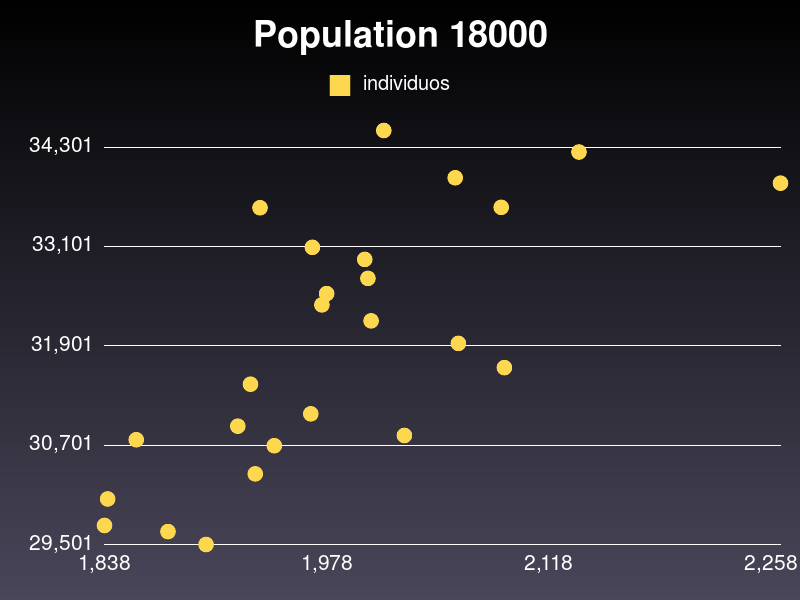 Population 18000
individuos
34,301
33,101
31,901
30,701
29,501
1,838 1,978 2,118 2,258